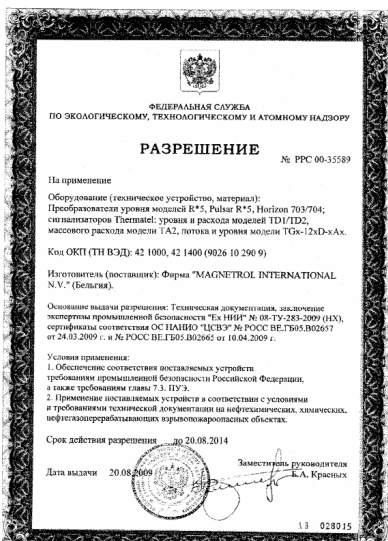 ФЕДЕРАЛЬНАЯ СЛУЖБА
ПО ЭКОЛОГИЧЕСКОМУ, ТЕХНОЛОГИЧЕСКОМУ И АТОМНОМУ НАДЗОРУ
РАЗРЕШЕНИЕ
№ РРС 00-35589
На применение
Оборудование (техническое устройство, материал):
Преобразователи уровня моделей R*5, Pulsar R*5, Horizon 703/704;
сигнализаторов Thermatel: уровня и расхода моделей TD1/TD2,
массового расхода модели TA2, потока и уровня модели TGx-12xD-xAx.
Код ОКП (ТН ВЭД): 42 1000, 42 1400 (9026 10 290 9)
Изготовитель (поставщик): Фирма "MAGNETROL INTERNATIONAL
N.V." (Бельгия).
Основание выдачи разрешения: Техническая документация, заключение
экспертизы промышленной безопасности "Ех НИИ" № 08-ТУ-283-2009 (НХ),
сертификаты соответствия ОС НАНИО "ЦСВЭ" № РОСС BE.ГБ05.В02657
от 24.03.2009 г. и № РОСС BE.ГБ05.В02665 от 10.04.2009 г.
Условия применения:
1. Обеспечение соответствия поставляемых устройств
требованиям промышленной безопасности Российской Федерации,
а также требованиям главы 7.3. ПУЭ.
2. Применение поставляемых устройств в соответствии с условиями
и требованиями технической документации на нефтехимических, химических,
нефтегазоперерабатывающих взрывопожароопасных объектах.
Срок действия разрешения до 20.08.2014
Дата выдачи 20.08.2009
Заместитель руководителя
Б.А. Красных
18 028015